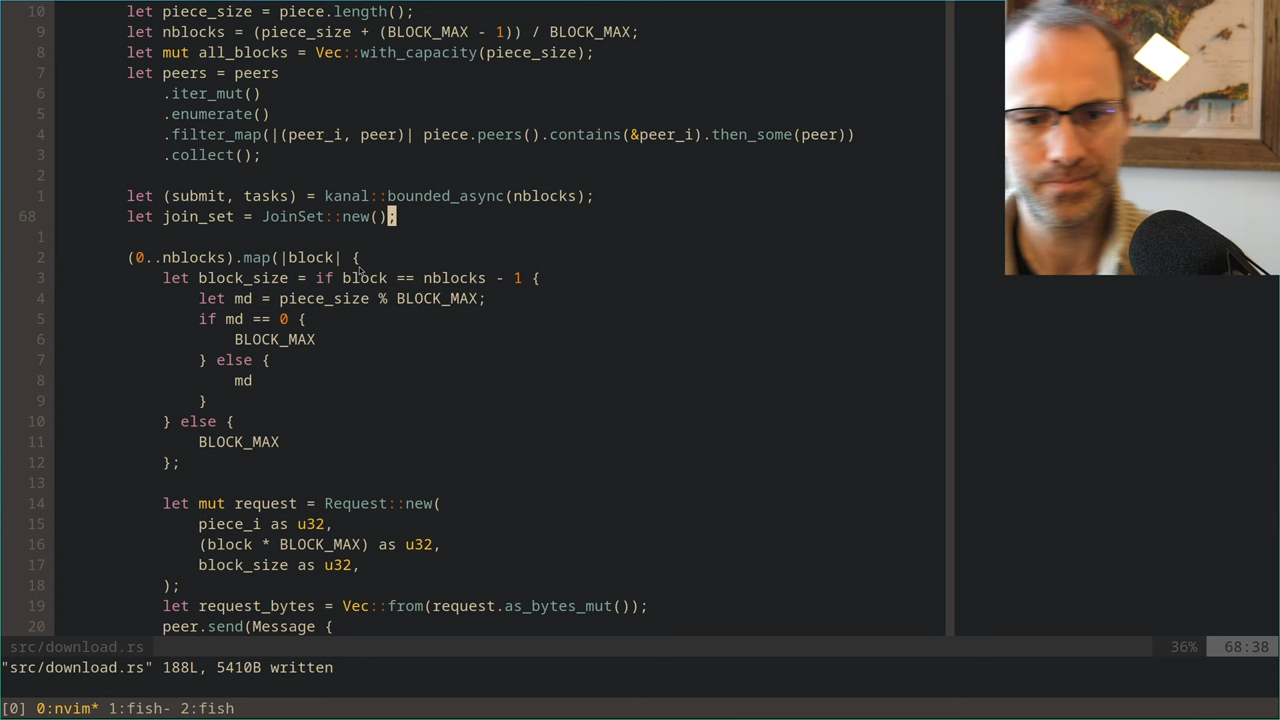 10 let piece_size = piece.length();
9 let nblocks = (piece_size + (BLOCK_MAX - 1)) / BLOCK_MAX;
8 let mut all_blocks = Vec::with_capacity(piece_size);
7 let peers = peers
6 .iter_mut()
5 .enumerate()
4 .filter_map(|(peer_i, peer)| piece.peers().contains(&peer_i).then_some(peer))
3 .collect();
2
1 let (submit, tasks) = kanal::bounded_async(nblocks);
68 let join_set = JoinSet::new();
1
2 (0..nblocks).map(|block| {
3 let block_size = if block == nblocks - 1 {
4 let md = piece_size % BLOCK_MAX;
5 if md == 0 {
6 BLOCK_MAX
7 } else {
8 md
9 }
10 } else {
11 BLOCK_MAX
12 };
14 let mut request = Request::new(
15 piece_i as u32,
16 (block * BLOCK_MAX) as u32,
17 block_size as u32,
18 );
19 let request_bytes = Vec::from(request.as_bytes_mut());
20 peer.send(Message {
src/download.rs 36% 68:38
"src/download.rs" 188L, 5410B written
[0] 0:nvim* 1:fish- 2:fish